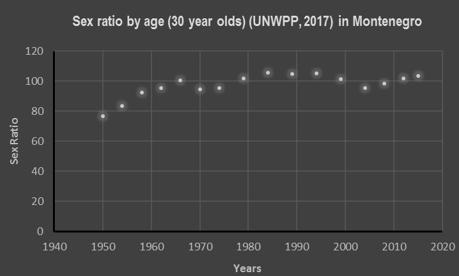 Sex ratio by age (30 year olds) (UNWPP, 2017) in Montenegro
120
100
80
60
40
20
0
Sex Ratio
1940 1950 1960 1970 1980 1990 2000 2010 2020
Years